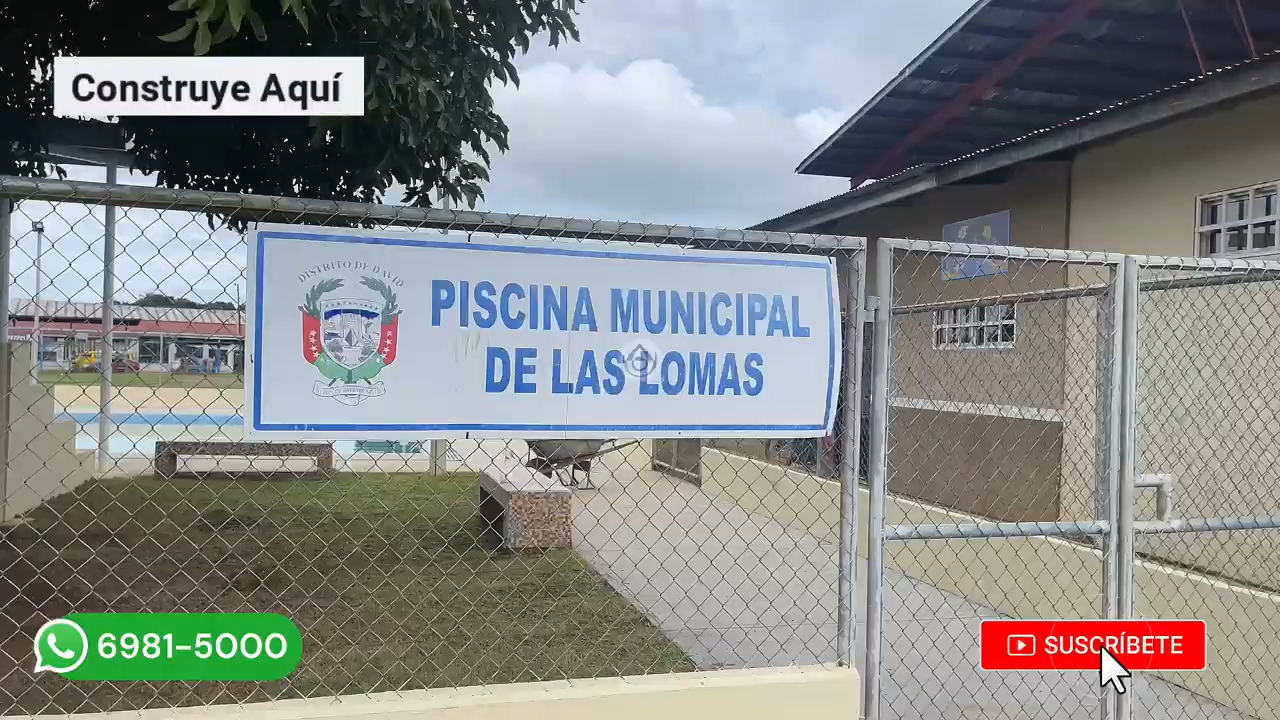 Construye Aquí
DISTRITO DE DAVID
PISCINA MUNICIPAL
DE LAS LOMAS
6981-5000
SUSCRÍBETE